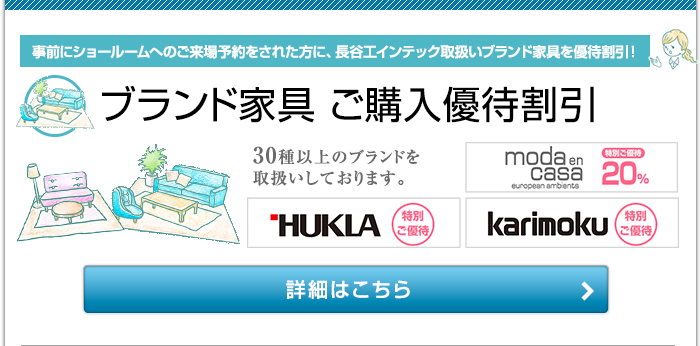 事前にショールームへのご来場予約をされた方に、長谷工インテック取扱いブランド家具を優待割引!
ブランド家具 ご購入優待割引
30種以上のブランドを
取扱いしております。
moda en
casa
european ambients
特別ご優待
20%
HUKLA
特別
ご優待
karimoku
特別
ご優待
詳細はこちら